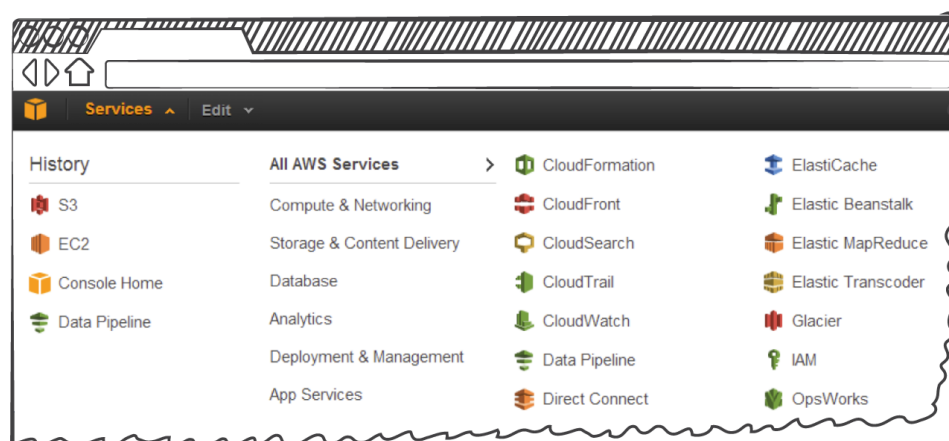 Services Edit
History
S3
EC2
Console Home
Data Pipeline
All AWS Services
Compute & Networking
Storage & Content Delivery
Database
Analytics
Deployment & Management
App Services
CloudFormation
CloudFront
CloudSearch
CloudTrail
CloudWatch
Data Pipeline
Direct Connect
ElastiCache
Elastic Beanstalk
Elastic MapReduce
Elastic Transcoder
Glacier
IAM
OpsWorks